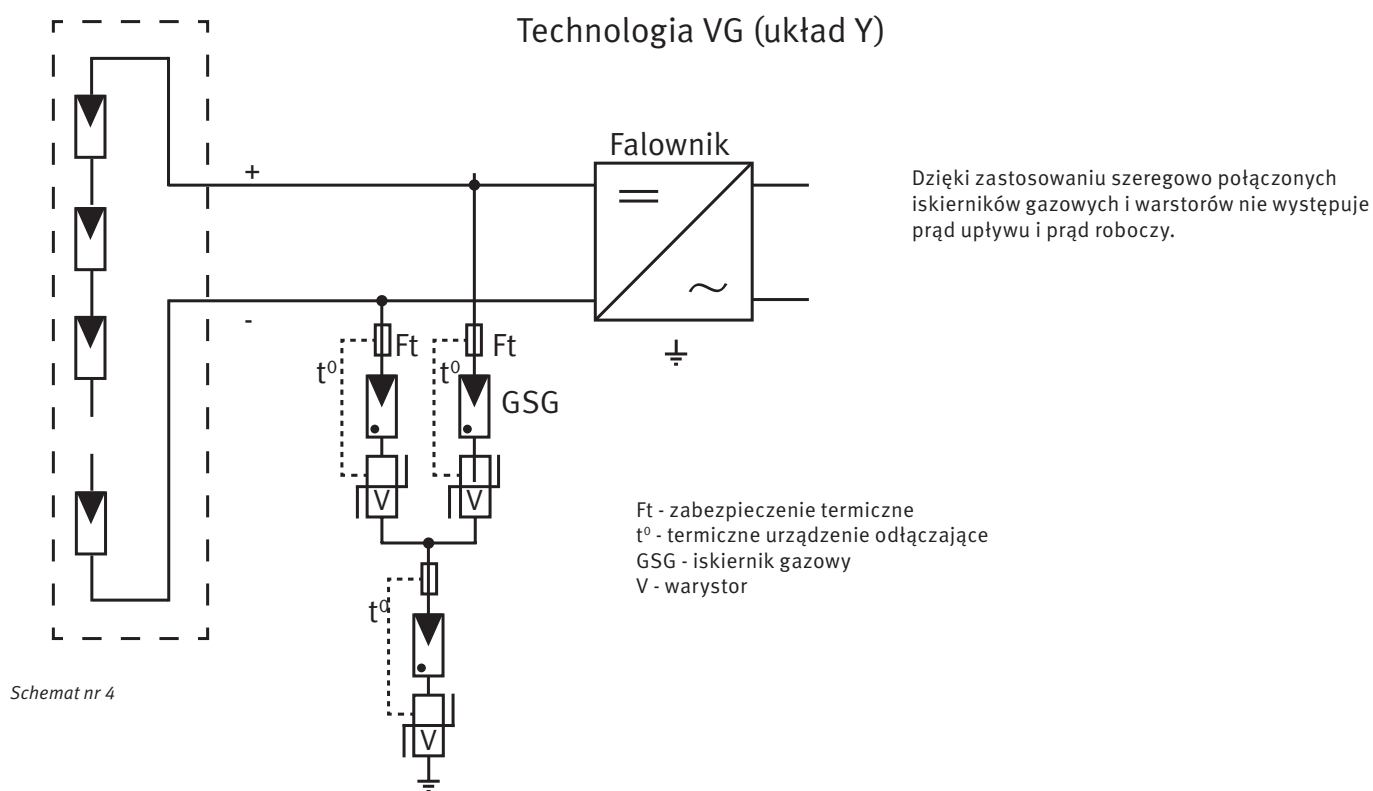 Technologia VG (układ Y)
Falownik
Dzięki zastosowaniu szeregowo połączonych
iskierników gazowych i warstorów nie występuje
prąd upływu i prąd roboczy.
+
-
Ft
Ft
t⁰
t⁰
GSG
V
V
Ft - zabezpieczenie termiczne
t⁰ - termiczne urządzenie odłączające
GSG - iskiernik gazowy
V - warystor
t⁰
V
Schemat nr 4